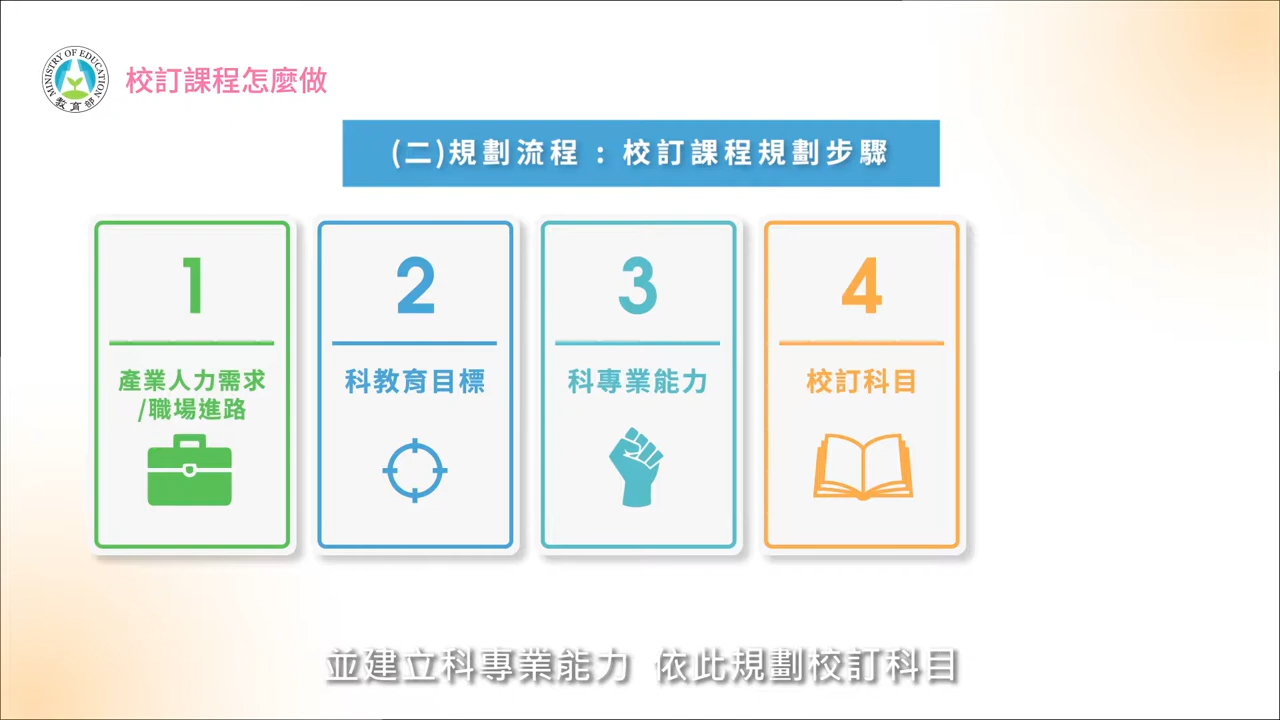 MINISTRY OF EDUCATION
教育部
校訂課程怎麼做
(二)規劃流程：校訂課程規劃步驟
1
產業人力需求
/職場進路
2
科教育目標
3
科專業能力
4
校訂科目
並建立科專業能力 依此規劃校訂科目